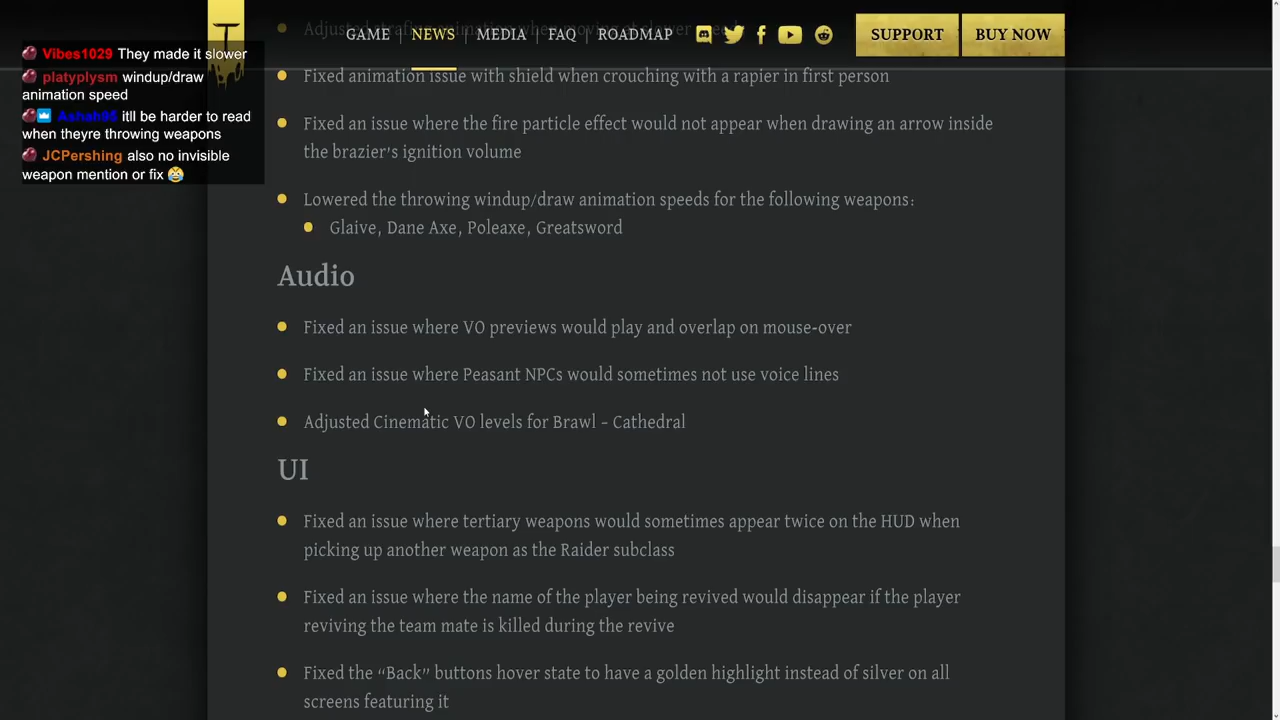 Adjusted strafing animation when moving at slower speeds
GAME | NEWS | MEDIA | FAQ | ROADMAP
SUPPORT
BUY NOW
Vibes1029 They made it slower
platyplysm windup/draw
animation speed
Ashah95 itll be harder to read
when theyre throwing weapons
JCPershing also no invisible
weapon mention or fix
Fixed animation issue with shield when crouching with a rapier in first person
Fixed an issue where the fire particle effect would not appear when drawing an arrow inside
the brazier's ignition volume
Lowered the throwing windup/draw animation speeds for the following weapons:
Glaive, Dane Axe, Poleaxe, Greatsword
Audio
Fixed an issue where VO previews would play and overlap on mouse-over
Fixed an issue where Peasant NPCs would sometimes not use voice lines
Adjusted Cinematic VO levels for Brawl – Cathedral
UI
Fixed an issue where tertiary weapons would sometimes appear twice on the HUD when
picking up another weapon as the Raider subclass
Fixed an issue where the name of the player being revived would disappear if the player
reviving the team mate is killed during the revive
Fixed the “Back” buttons hover state to have a golden highlight instead of silver on all
screens featuring it